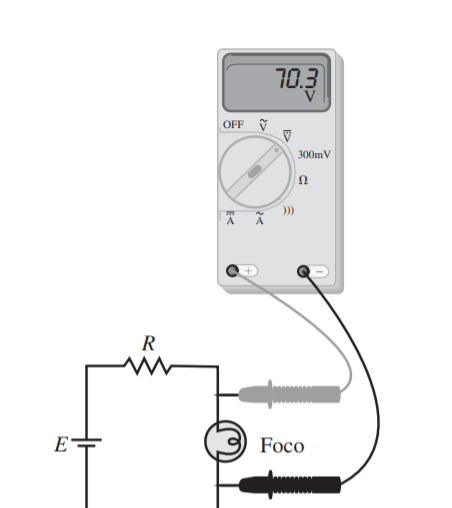 70.3
V
OFF Ṽ
V
300mV
Ω
)))
A Ã
+ −
R
E
Foco